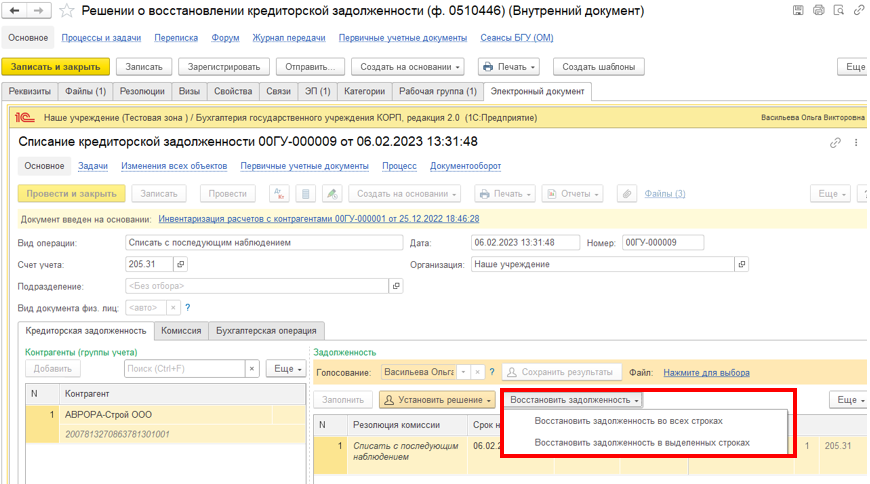 Решении о восстановлении кредиторской задолженности (ф. 0510446) (Внутренний документ)
Основное Процессы и задачи Переписка Форум Журнал передачи Первичные учетные документы Сеансы БГУ (ОМ)
Записать и закрыть Записать Зарегистрировать Отправить... Создать на основании Печать Создать шаблоны Еще
Реквизиты Файлы (1) Резолюции Визы Свойства Связи ЭП (1) Категории Рабочая группа (1) Электронный документ
1С Наше учреждение (Тестовая зона ) / Бухгалтерия государственного учреждения КОРП, редакция 2.0 (1С:Предприятие) Васильева Ольга Викторовна
Списание кредиторской задолженности 00ГУ-000009 от 06.02.2023 13:31:48
Основное Задачи Изменения всех объектов Первичные учетные документы Процесс Документооборот
Провести и закрыть Записать Провести Дт Кт Создать на основании Печать Отчеты Файлы (3) Еще ?
Документ введен на основании: Инвентаризация расчетов с контрагентами 00ГУ-000001 от 25.12.2022 18:46:28
Вид операции: Списать с последующим наблюдением Дата: 06.02.2023 13:31:48 Номер: 00ГУ-000009
Счет учета: 205.31 Организация: Наше учреждение
Подразделение: <Без отбора>
Вид документа физ. лиц: <авто> × ?
Кредиторская задолженность Комиссия Бухгалтерская операция
Контрагенты (группы учета) Задолженность
Добавить Поиск (Ctrl+F) × Еще Голосование: Васильева Ольга × ? Сохранить результаты Файл: Нажмите для выбора
Заполнить Установить решение Восстановить задолженность Еще
N Контрагент
1 АВРОРА-Строй ООО
2007813270863781301001
Восстановить задолженность во всех строках
Восстановить задолженность в выделенных строках
N Резолюция комиссии Срок н
1 Списать с последующим наблюдением 06.02.2 1 205.31